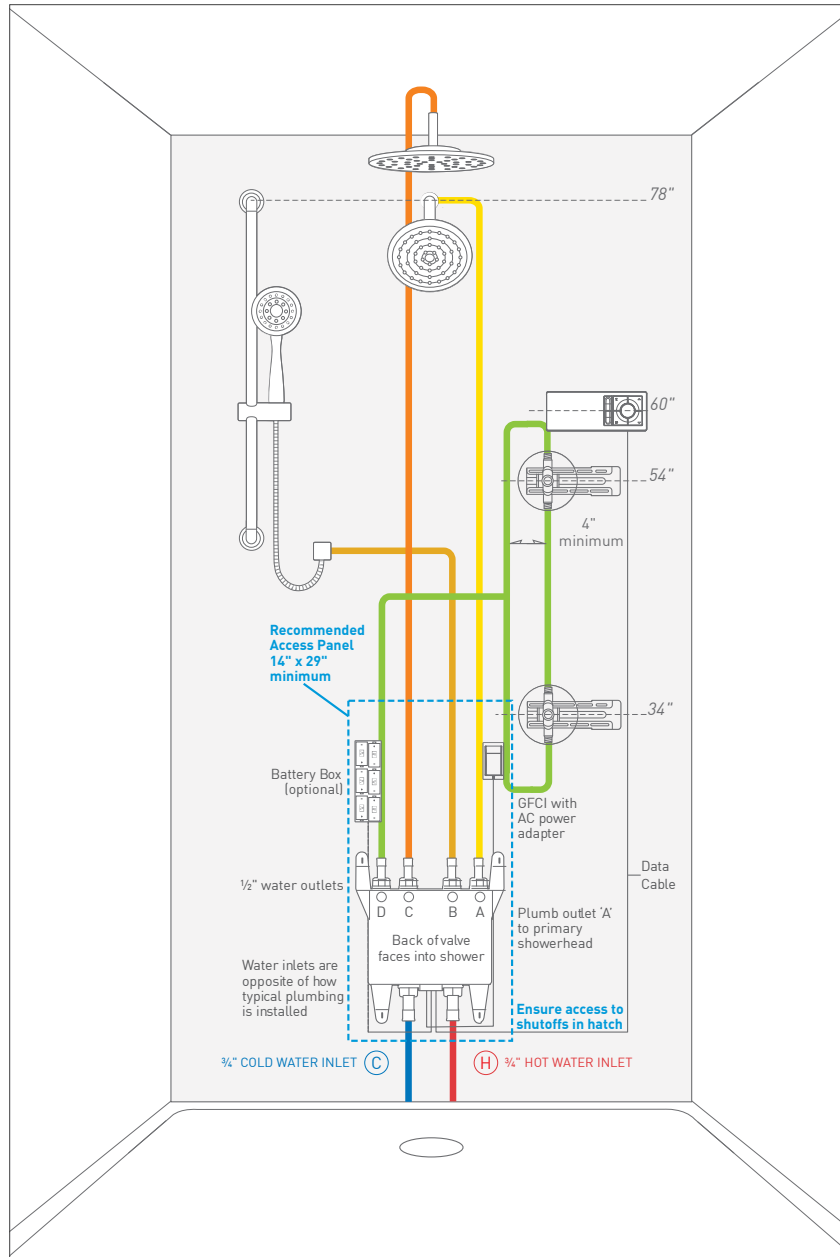 78"
60"
54"
4"
minimum
Recommended
Access Panel
14" x 29"
minimum
34"
Battery Box
(optional)
GFCI with
AC power
adapter
Data
Cable
½" water outlets
D C B A
Plumb outlet 'A'
to primary
showerhead
Back of valve
faces into shower
Water inlets are
opposite of how
typical plumbing
is installed
Ensure access to
shutoffs in hatch
¾" COLD WATER INLET C
H ¾" HOT WATER INLET